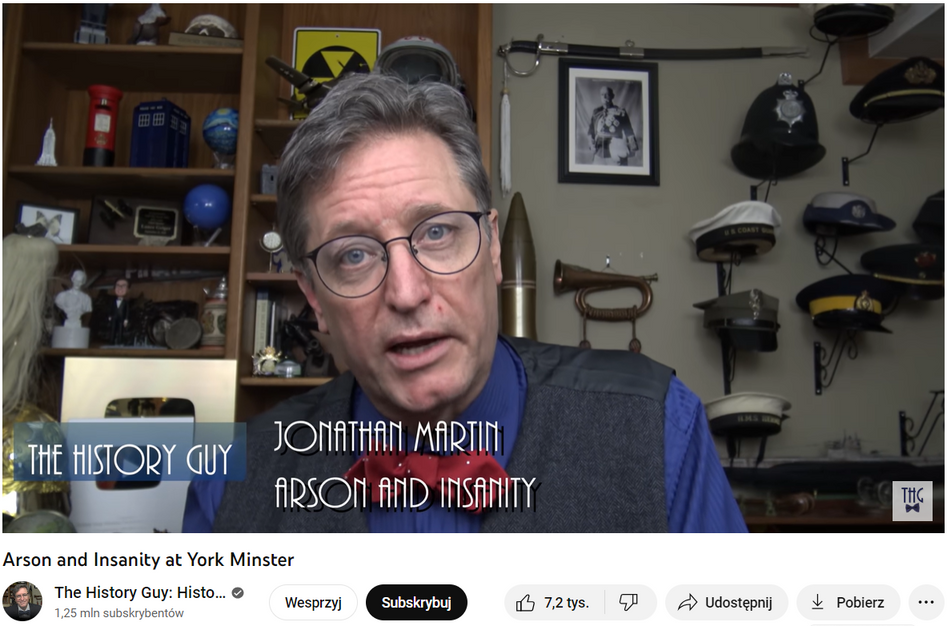 THE HISTORY GUY
JONATHAN MARTIN
ARSON AND INSANITY
THG
Arson and Insanity at York Minster
The History Guy: Histo...
1,25 mln subskrybentów
Wesprzyj
Subskrybuj
7,2 tys.
Udostępnij
Pobierz